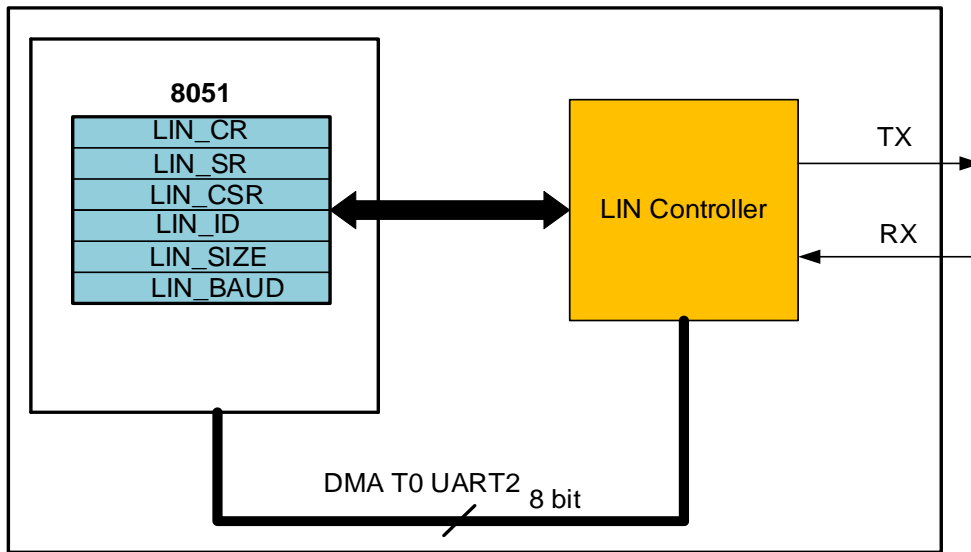 8051
LIN_CR
LIN_SR
LIN_CSR
LIN_ID
LIN_SIZE
LIN_BAUD
LIN Controller
TX
RX
DMA T0 UART2
8 bit